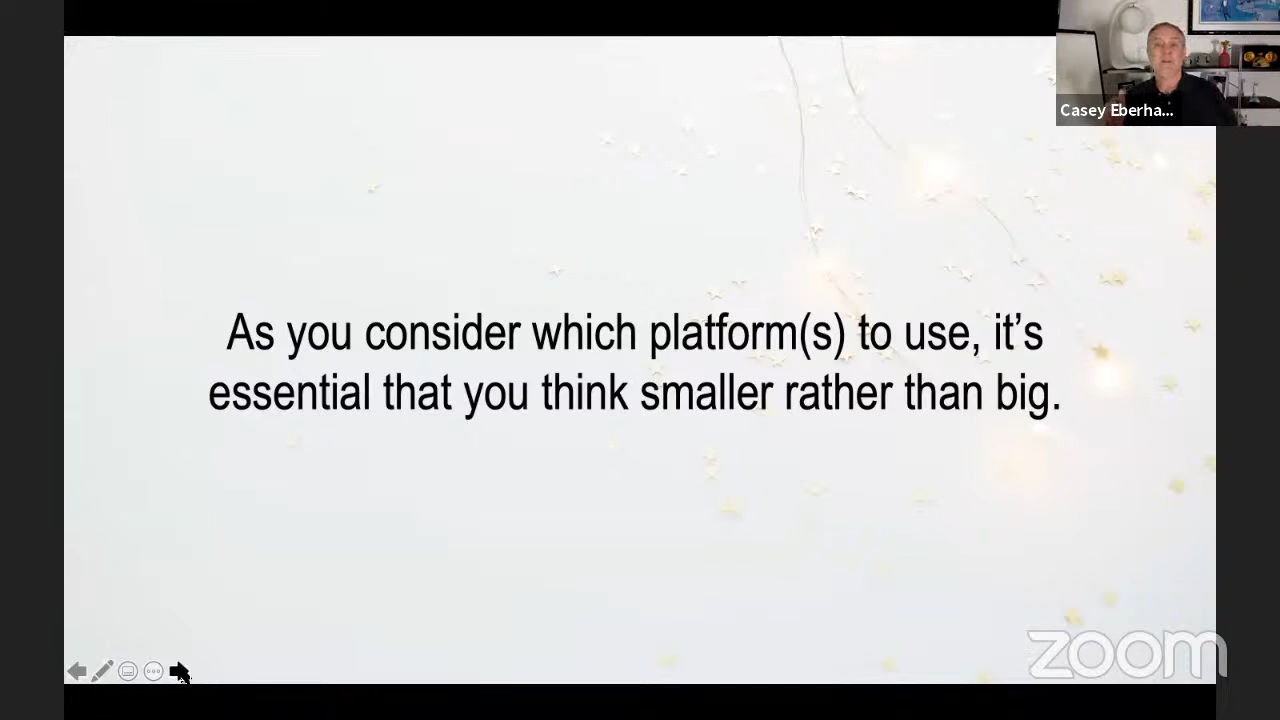 Casey Eberha...
As you consider which platform(s) to use, it’s
essential that you think smaller rather than big.
zoom